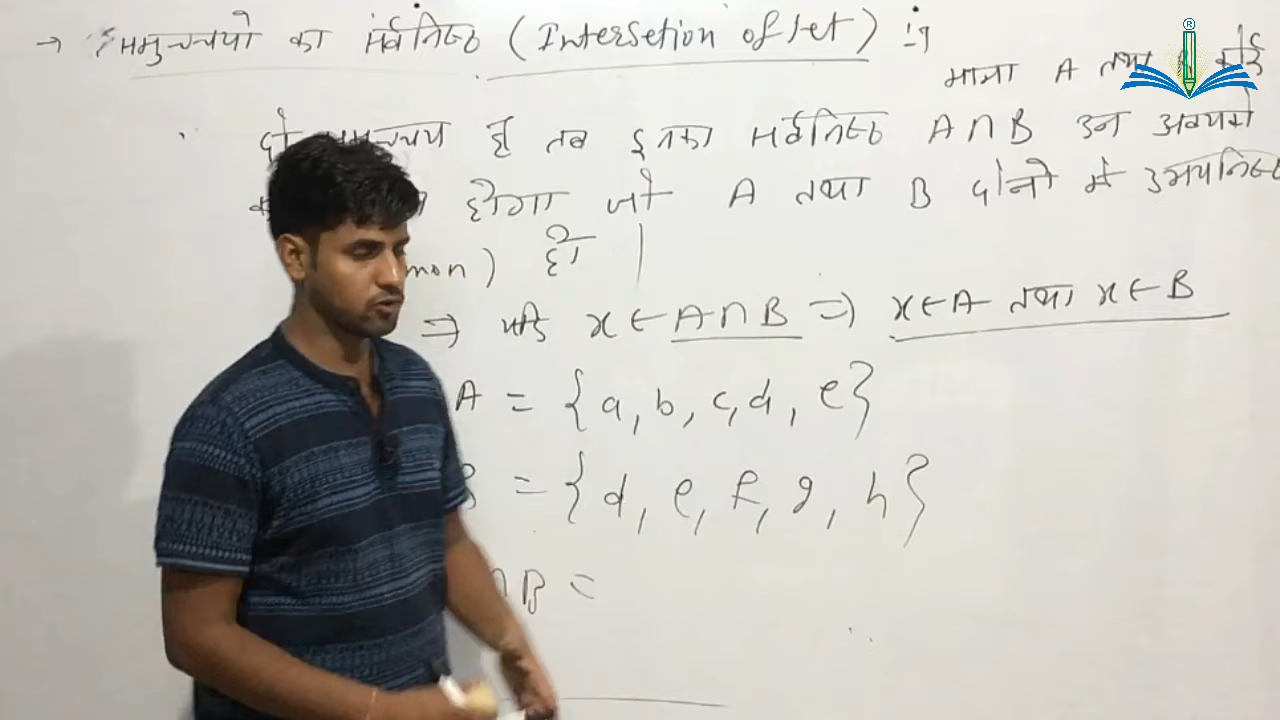 → समुच्चयो का सर्वनिष्ठ (Intersetion of set) :-
माना A तथा B कोई
दो समुच्चय हो तब इनका सर्वनिष्ठ A∩B उन अवयवो
होगा जो A तथा B दोनो मे उभयनिष्ठ
mon) हो |
⇒ यदि x∈A∩B ⇒ x∈A तथा x∈B
A = {a, b, c, d, e}
B = {d, e, f, g, h}
∩B =